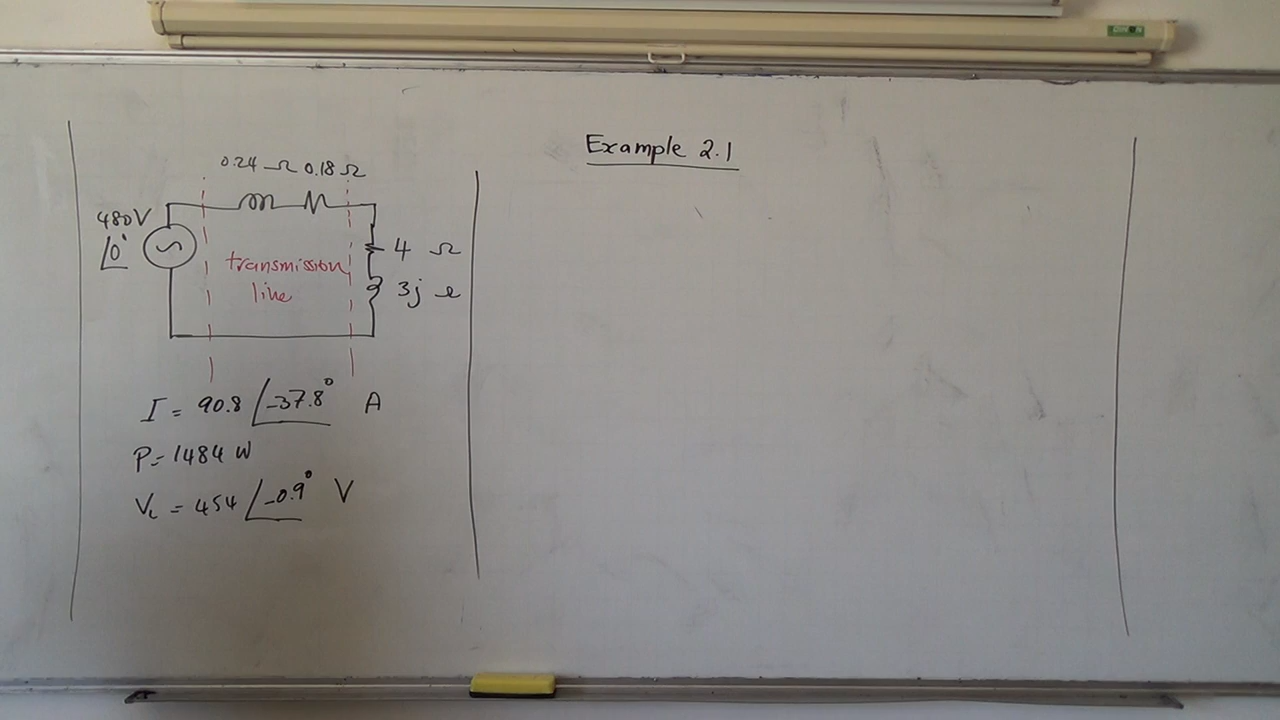 Example 2.1
0.24 Ω 0.18 Ω
480V
∠0°
4 Ω
transmission
line
3j Ω
I = 90.8 ∠-37.8° A
P = 1484 W
VL = 454 ∠-0.9° V